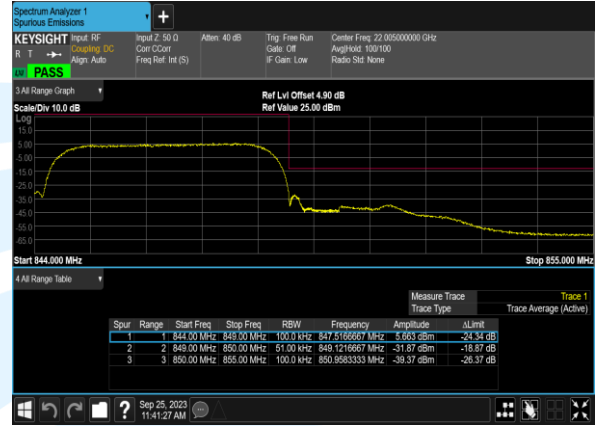 Spectrum Analyzer 1
Spurious Emissions
KEYSIGHT Input: RF Input Z: 50 Ω Atten: 40 dB Trig: Free Run Center Freq: 22.005000000 GHz
R T Coupling: DC Corr CCorr Gate: Off Avg|Hold: 100/100
Align: Auto Freq Ref: Int (S) IF Gain: Low Radio Std: None
PASS
3 All Range Graph
Ref Lvl Offset 4.90 dB
Scale/Div 10.0 dB Ref Value 25.00 dBm
Log
15.0
5.00
-5.00
-15.0
-25.0
-35.0
-45.0
-55.0
-65.0
Start 844.000 MHz Stop 855.000 MHz
4 All Range Table
Measure Trace Trace 1
Trace Type Trace Average (Active)
Spur Range Start Freq Stop Freq RBW Frequency Amplitude ΔLimit
1 1 844.00 MHz 849.00 MHz 100.0 kHz 847.5166667 MHz 5.663 dBm -24.34 dB
2 2 849.00 MHz 850.00 MHz 51.00 kHz 849.1216667 MHz -31.87 dBm -18.87 dB
3 3 850.00 MHz 855.00 MHz 100.0 kHz 850.9583333 MHz -39.37 dBm -26.37 dB
? Sep 25, 2023
11:41:27 AM